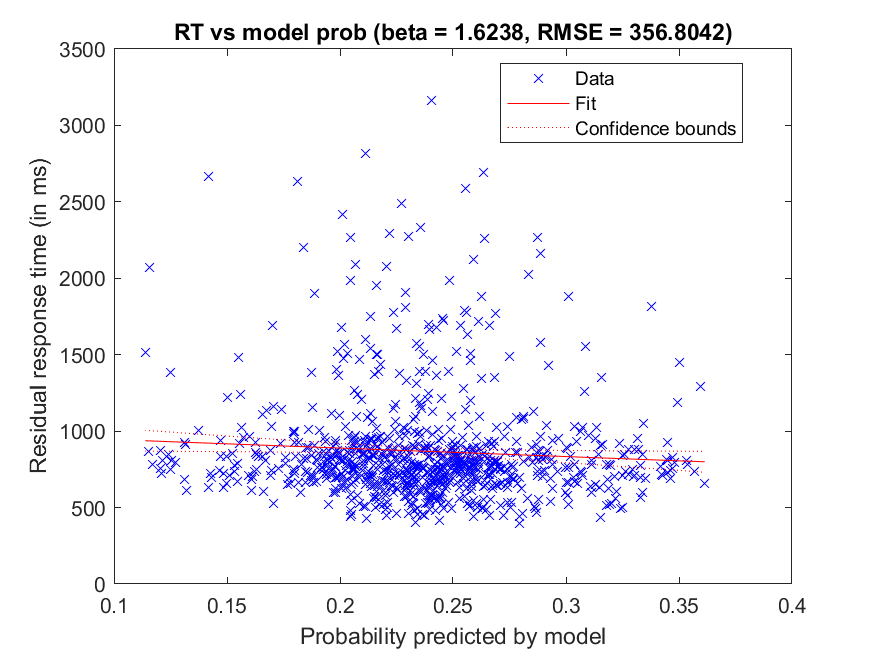 RT vs model prob (beta = 1.6238, RMSE = 356.8042)
3500
3000
2500
2000
1500
1000
500
0
Residual response time (in ms)
Data
Fit
Confidence bounds
0.1 0.15 0.2 0.25 0.3 0.35 0.4
Probability predicted by model